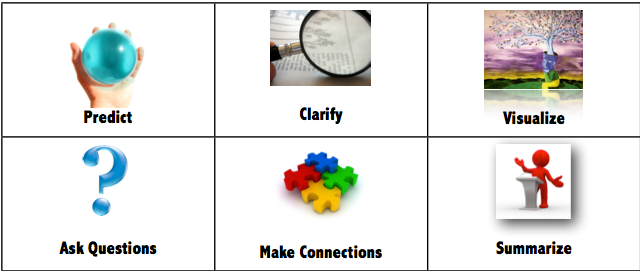 Predict
Clarify
Visualize
Ask Questions
Make Connections
Summarize